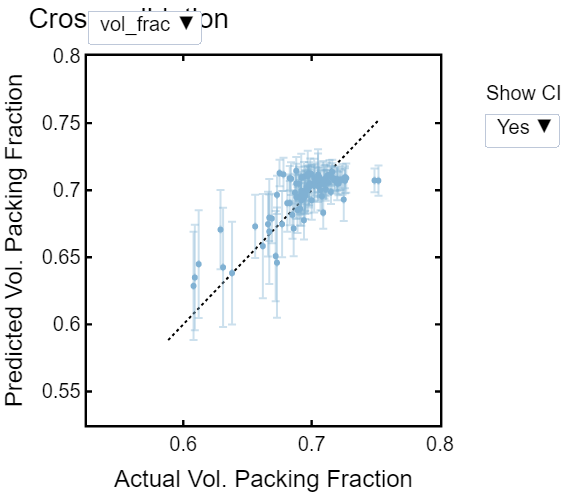 vol_frac ▼
Show CI
Yes ▼
Predicted Vol. Packing Fraction
0.8
0.75
0.7
0.65
0.6
0.55
0.6 0.7 0.8
Actual Vol. Packing Fraction